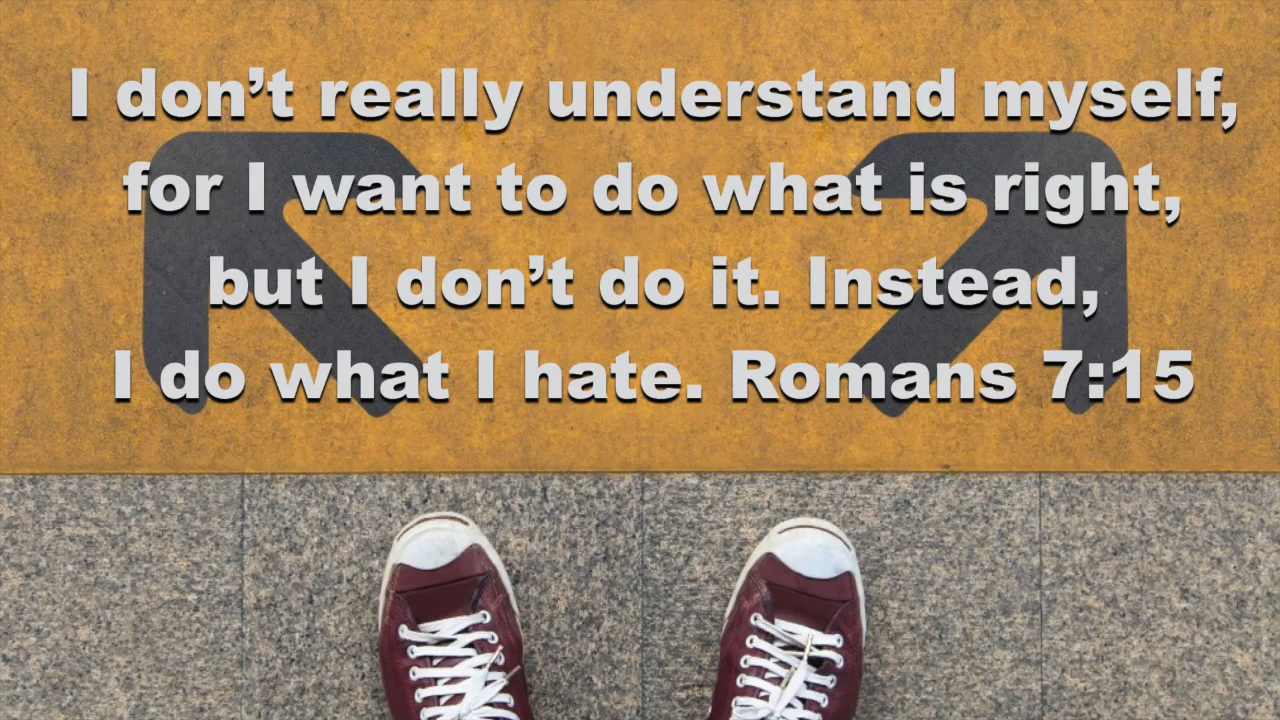 I don’t really understand myself,
for I want to do what is right,
but I don’t do it. Instead,
I do what I hate. Romans 7:15